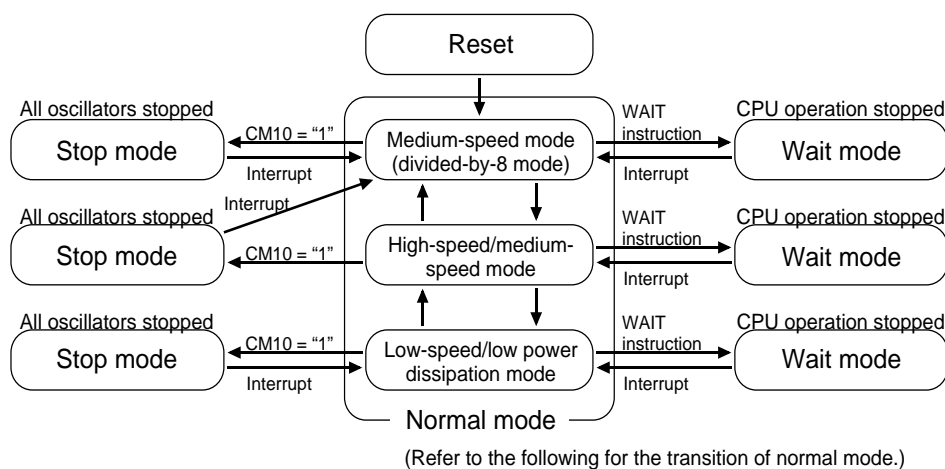 Reset
All oscillators stopped
Stop mode
CM10 = “1”
Interrupt
Medium-speed mode
(divided-by-8 mode)
WAIT
instruction
Interrupt
CPU operation stopped
Wait mode
All oscillators stopped
Stop mode
Interrupt
CM10 = “1”
High-speed/medium-
speed mode
WAIT
instruction
Interrupt
CPU operation stopped
Wait mode
All oscillators stopped
Stop mode
CM10 = “1”
Interrupt
Low-speed/low power
dissipation mode
WAIT
instruction
Interrupt
CPU operation stopped
Wait mode
Normal mode
(Refer to the following for the transition of normal mode.)